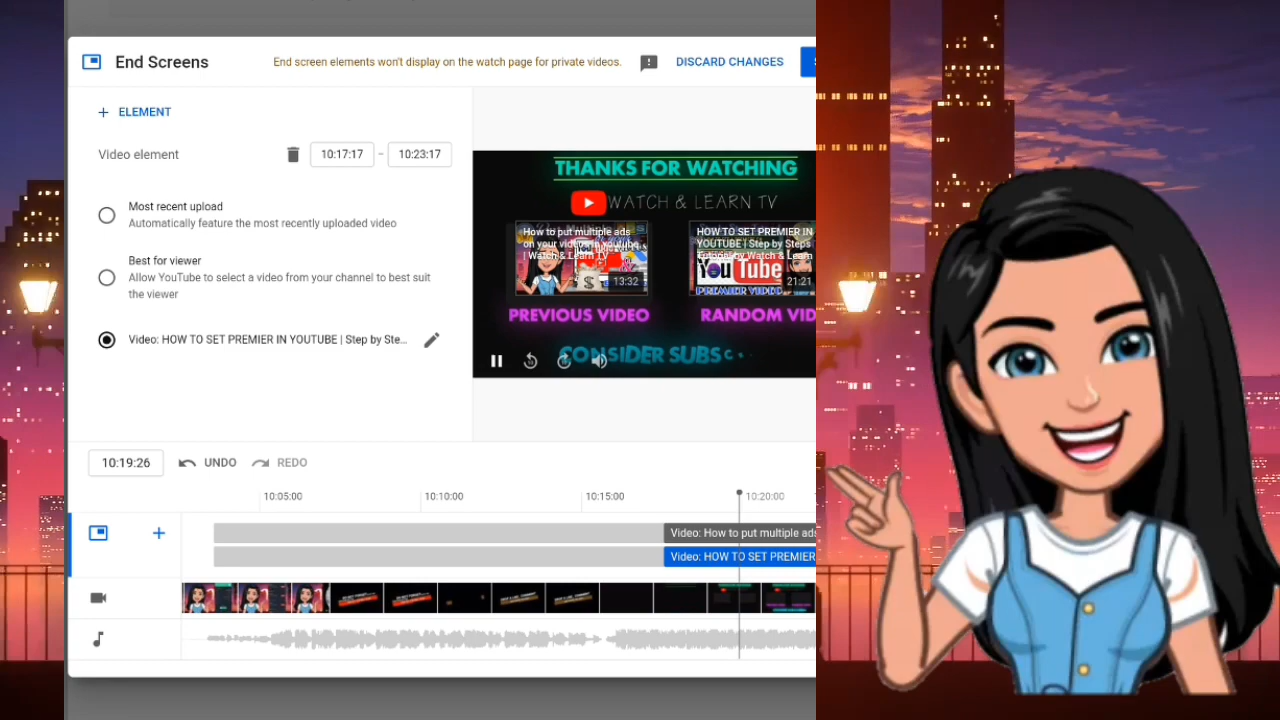 End Screens
End screen elements won't display on the watch page for private videos.
DISCARD CHANGES
+ ELEMENT
Video element
10:17:17 - 10:23:17
Most recent upload
Automatically feature the most recently uploaded video
Best for viewer
Allow YouTube to select a video from your channel to best suit
the viewer
Video: HOW TO SET PREMIER IN YOUTUBE | Step by Ste...
THANKS FOR WATCHING
WATCH & LEARN TV
How to put multiple ads
on your videos in youtube
| Watch & Learn TV
13:32
HOW TO SET PREMIER IN
YOUTUBE | Step by Steps
Tutorial by Watch & Learn
YouTube
21:21
PREMIER VIDEO
PREVIOUS VIDEO
RANDOM VID
CONSIDER SUBSC
10:19:26
UNDO
REDO
10:05:00
10:10:00
10:15:00
10:20:00
Video: How to put multiple ads
Video: HOW TO SET PREMIER